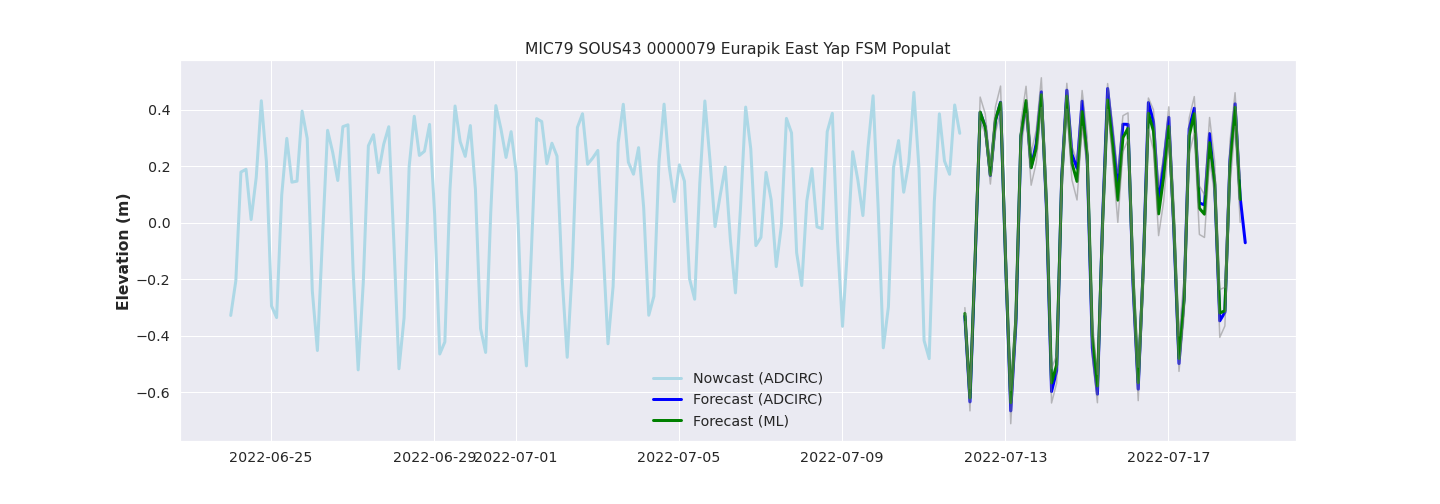 MIC79 SOUS43 0000079 Eurapik East Yap FSM Populat
Elevation (m)
0.4
0.2
0.0
−0.2
−0.4
−0.6
Nowcast (ADCIRC)
Forecast (ADCIRC)
Forecast (ML)
2022-06-25 2022-06-29 2022-07-01 2022-07-05 2022-07-09 2022-07-13 2022-07-17